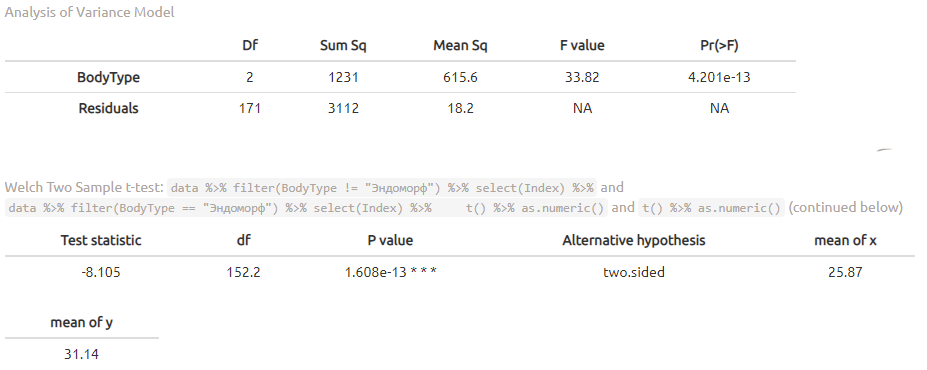 Analysis of Variance Model
Df Sum Sq Mean Sq F value Pr(>F)
BodyType 2 1231 615.6 33.82 4.201e-13
Residuals 171 3112 18.2 NA NA
Welch Two Sample t-test: data %>% filter(BodyType != "Эндоморф") %>% select(Index) %>% and
data %>% filter(BodyType == "Эндоморф") %>% select(Index) %>% t() %>% as.numeric() and t() %>% as.numeric() (continued below)
Test statistic df P value Alternative hypothesis mean of x
-8.105 152.2 1.608e-13 * * * two.sided 25.87
mean of y
31.14